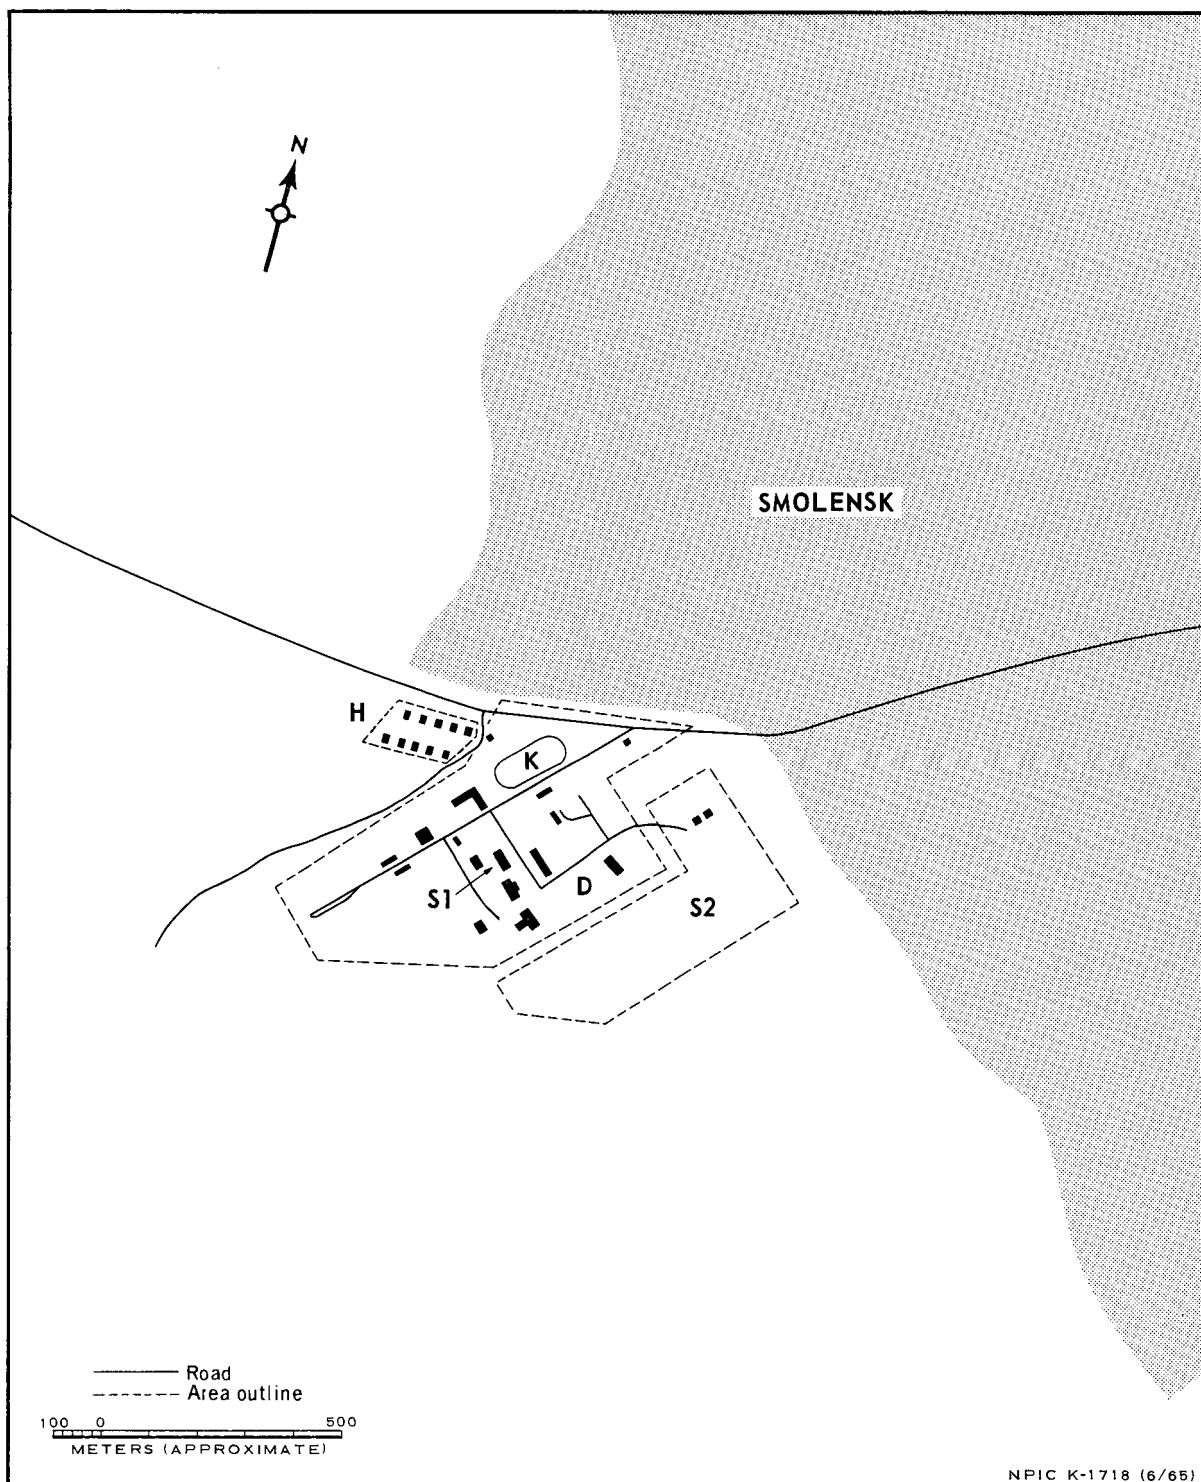 N
SMOLENSK
H
K
S1
D
S2
Road
Area outline
100 0 500
METERS (APPROXIMATE)
NPIC K-1718 (6/65)